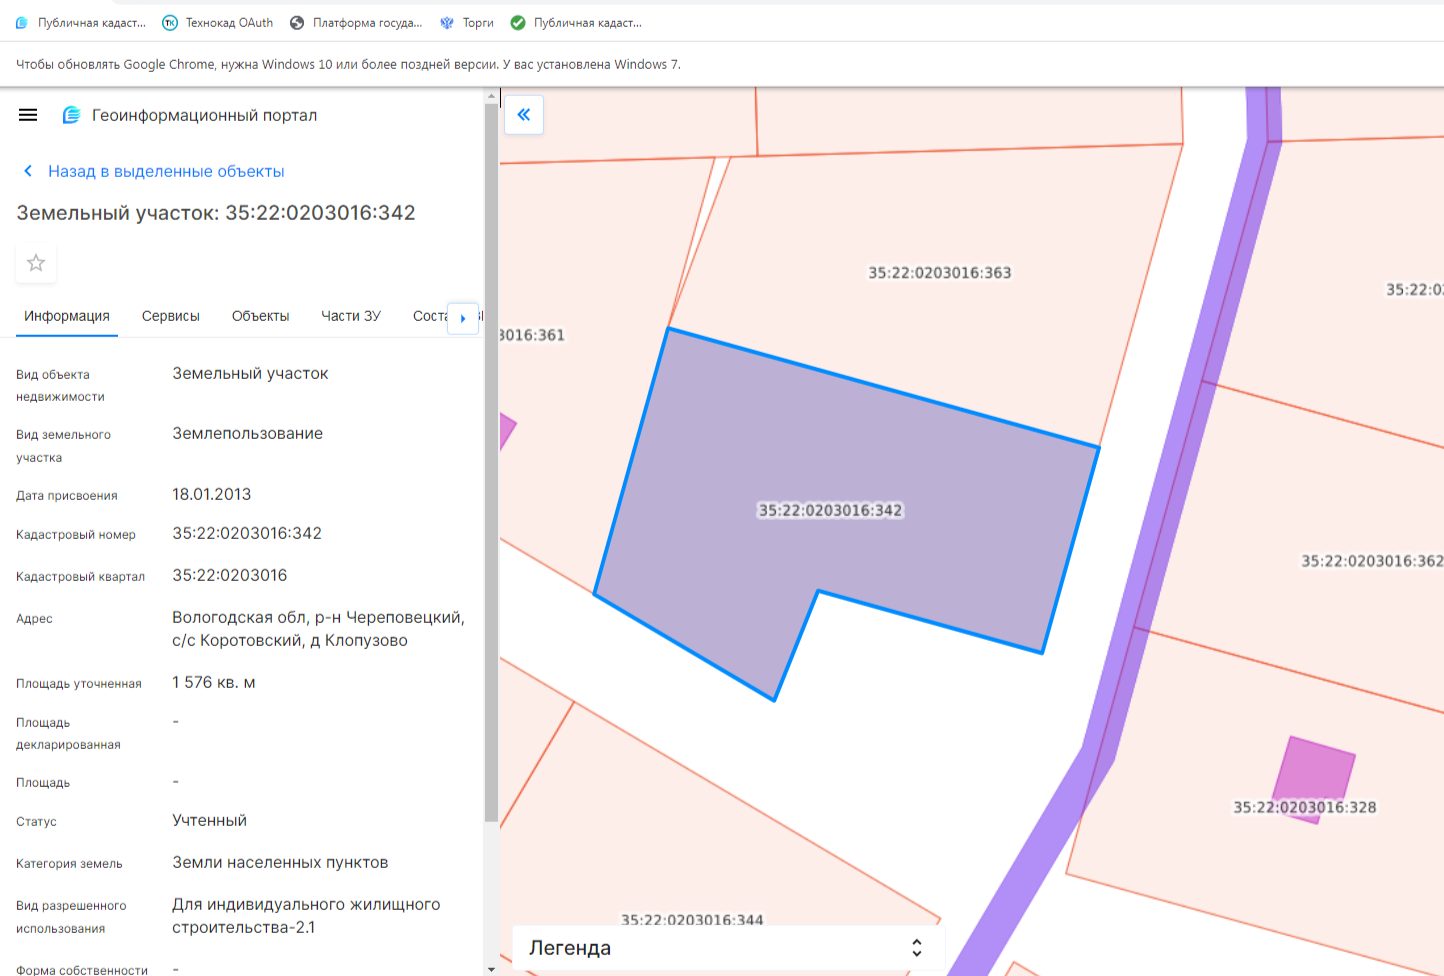 Публичная кадаст...
Технокад OAuth
Платформа госуда...
Торги
Публичная кадаст...
Чтобы обновлять Google Chrome, нужна Windows 10 или более поздней версии. У вас установлена Windows 7.
Геоинформационный портал
Назад в выделенные объекты
Земельный участок: 35:22:0203016:342
Информация
Сервисы
Объекты
Части ЗУ
Соста
Вид объекта
недвижимости
Земельный участок
Вид земельного
участка
Землепользование
Дата присвоения
18.01.2013
Кадастровый номер
35:22:0203016:342
Кадастровый квартал
35:22:0203016
Адрес
Вологодская обл, р-н Череповецкий,
с/с Коротовский, д Клопузово
Площадь уточненная
1 576 кв. м
Площадь
декларированная
-
Площадь
-
Статус
Учтенный
Категория земель
Земли населенных пунктов
Вид разрешенного
использования
Для индивидуального жилищного
строительства-2.1
Форма собственности
-
35:22:0203016:363
35:22:02
3016:361
35:22:0203016:342
35:22:0203016:362
35:22:0203016:328
35:22:0203016:344
Легенда